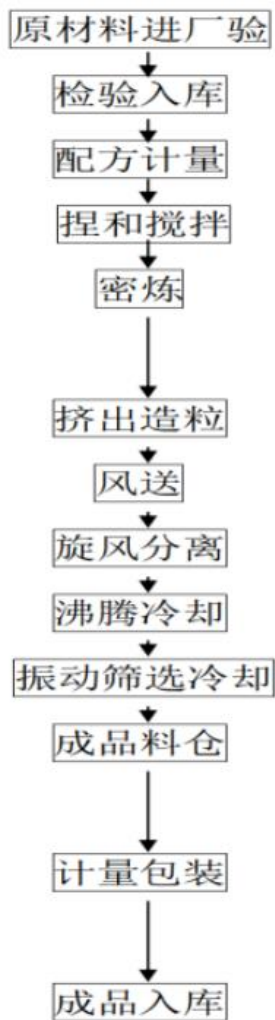 原材料进厂验
检验入库
配方计量
捏和搅拌
密炼
挤出造粒
风送
旋风分离
沸腾冷却
振动筛选冷却
成品料仓
计量包装
成品入库